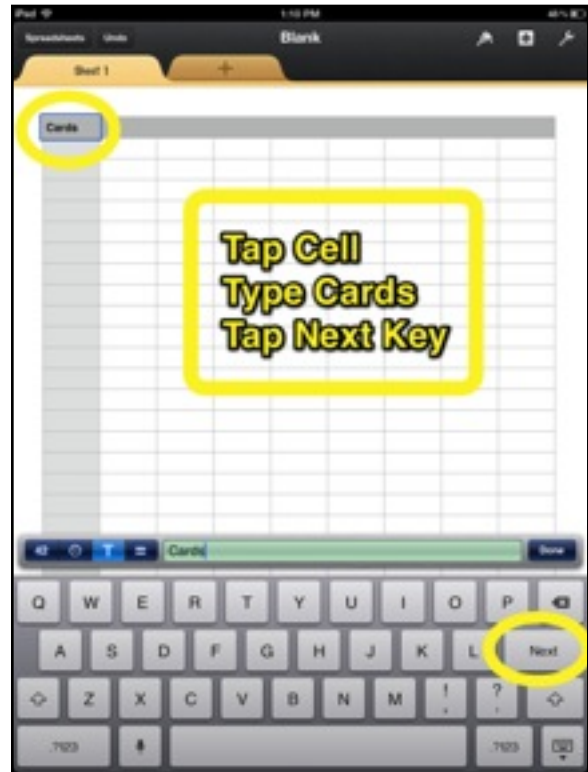 iPad 1:10 PM
Spreadsheets Undo Blank
Sheet 1 +
Cards
Tap Cell
Type Cards
Tap Next Key
42 T = Cards Done
Q W E R T Y U I O P
A S D F G H J K L Next
Z X C V B N M ! , ? .
.?123 .?123